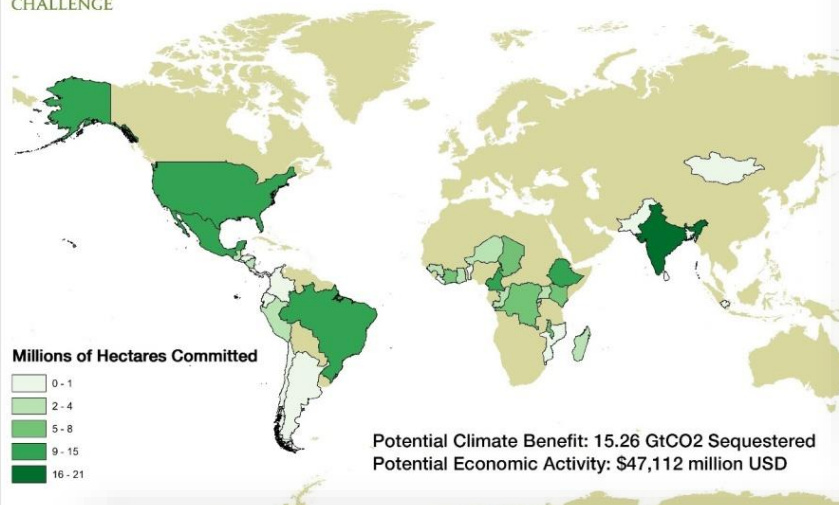 CHALLENGE
Millions of Hectares Committed
0 - 1
2 - 4
5 - 8
9 - 15
16 - 21
Potential Climate Benefit: 15.26 GtCO2 Sequestered
Potential Economic Activity: $47,112 million USD